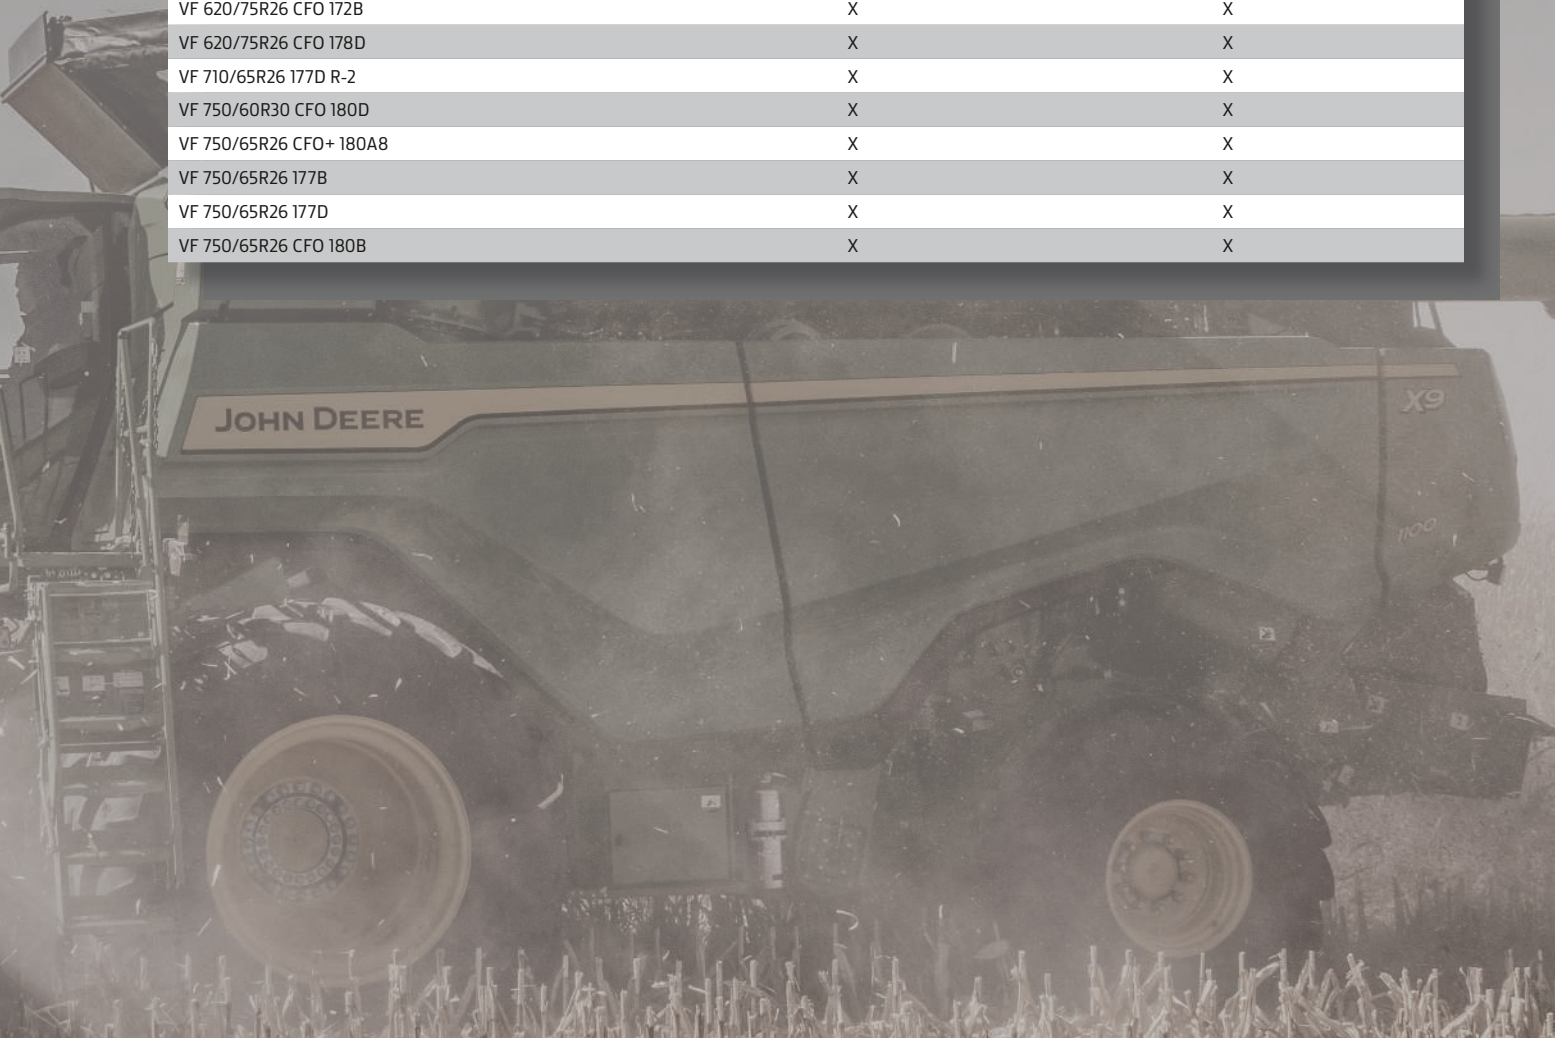 VF 620/75R26 CFO 172B X X
VF 620/75R26 CFO 178D X X
VF 710/65R26 177D R-2 X X
VF 750/60R30 CFO 180D X X
VF 750/65R26 CFO+ 180A8 X X
VF 750/65R26 177B X X
VF 750/65R26 177D X X
VF 750/65R26 CFO 180B X X
JOHN DEERE
X9
1100